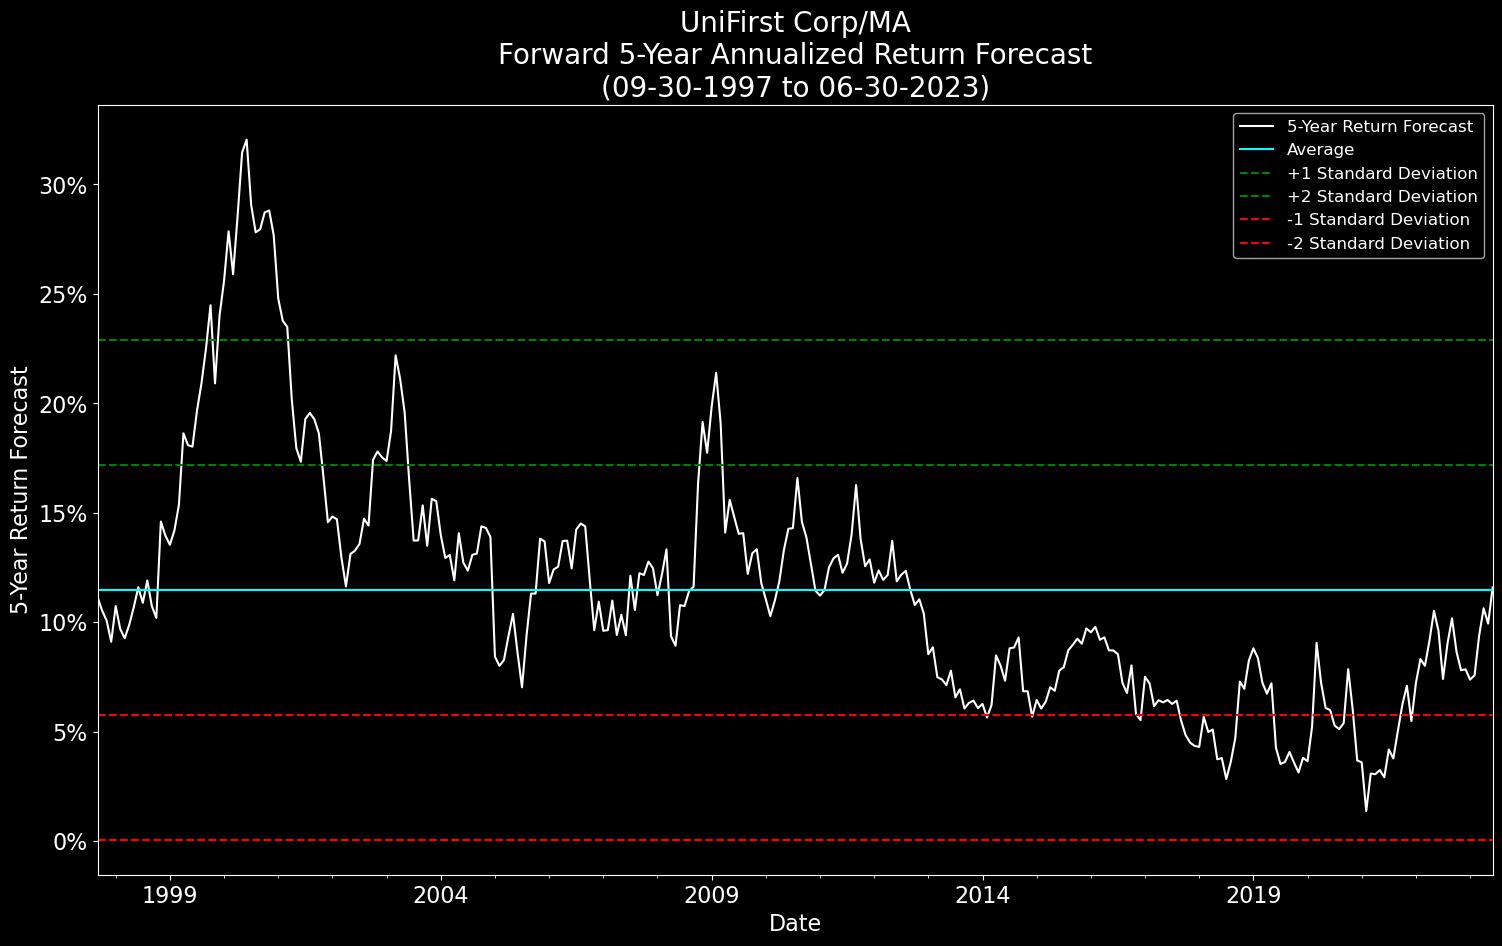 UniFirst Corp/MA
Forward 5-Year Annualized Return Forecast
(09-30-1997 to 06-30-2023)
5-Year Return Forecast
Average
+1 Standard Deviation
+2 Standard Deviation
-1 Standard Deviation
-2 Standard Deviation
5-Year Return Forecast
30%
25%
20%
15%
10%
5%
0%
1999 2004 2009 2014 2019
Date